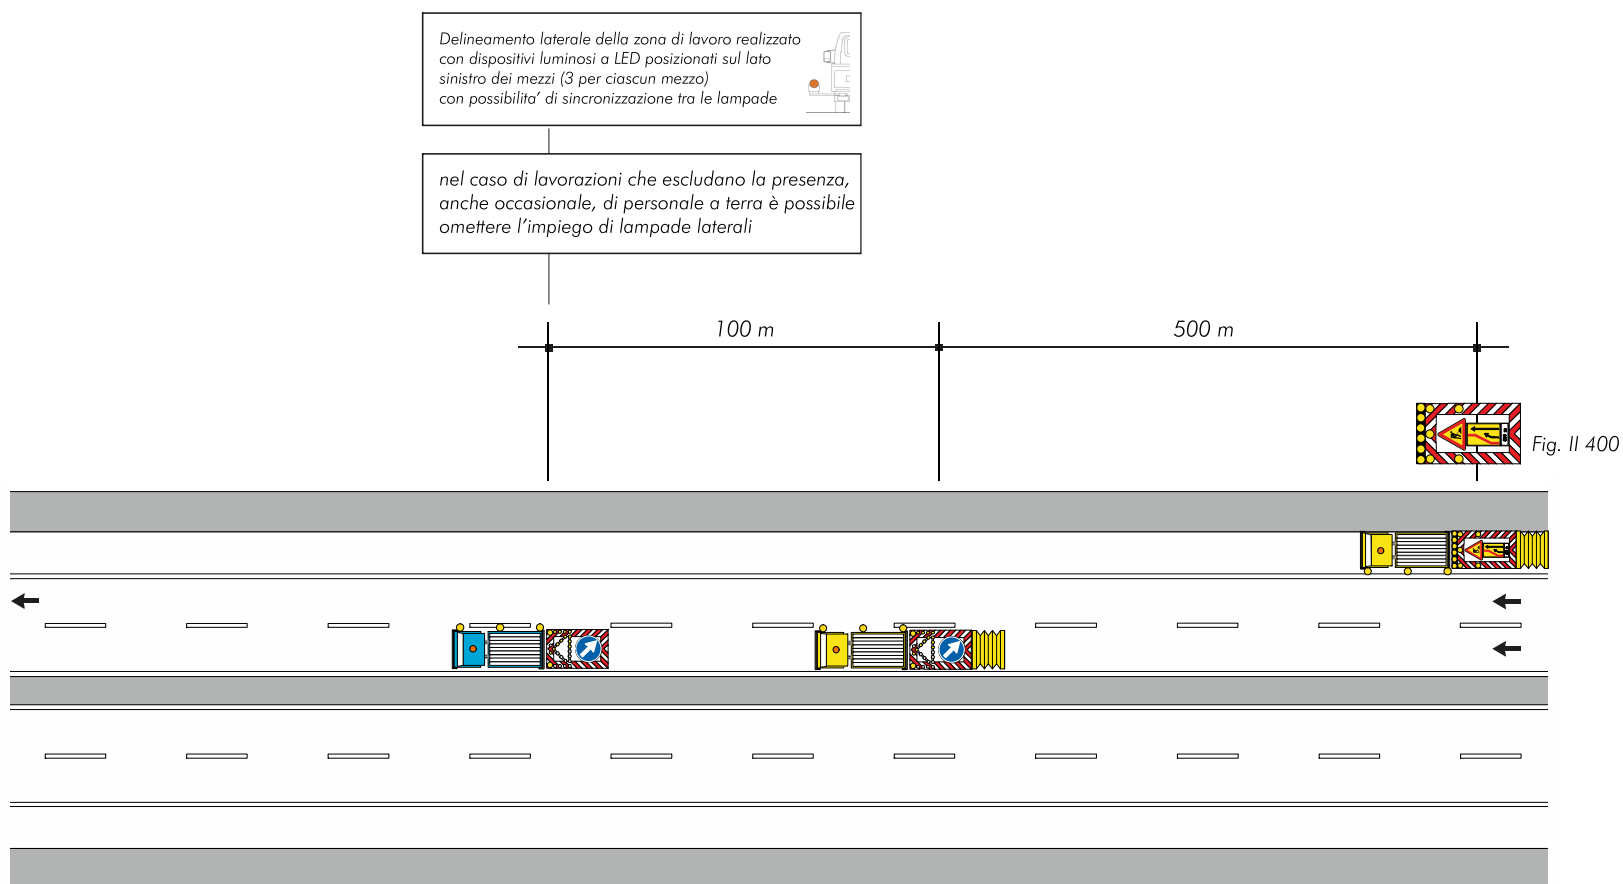 Delineamento laterale della zona di lavoro realizzato
con dispositivi luminosi a LED posizionati sul lato
sinistro dei mezzi (3 per ciascun mezzo)
con possibilita' di sincronizzazione tra le lampade
nel caso di lavorazioni che escludano la presenza,
anche occasionale, di personale a terra è possibile
omettere l'impiego di lampade laterali
100 m
500 m
Fig. II 400